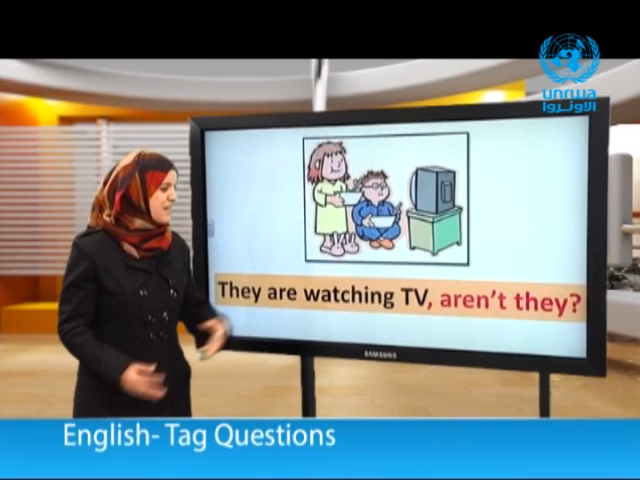 unrwa
الأونروا
They are watching TV, aren't they?
SAMSUNG
English- Tag Questions